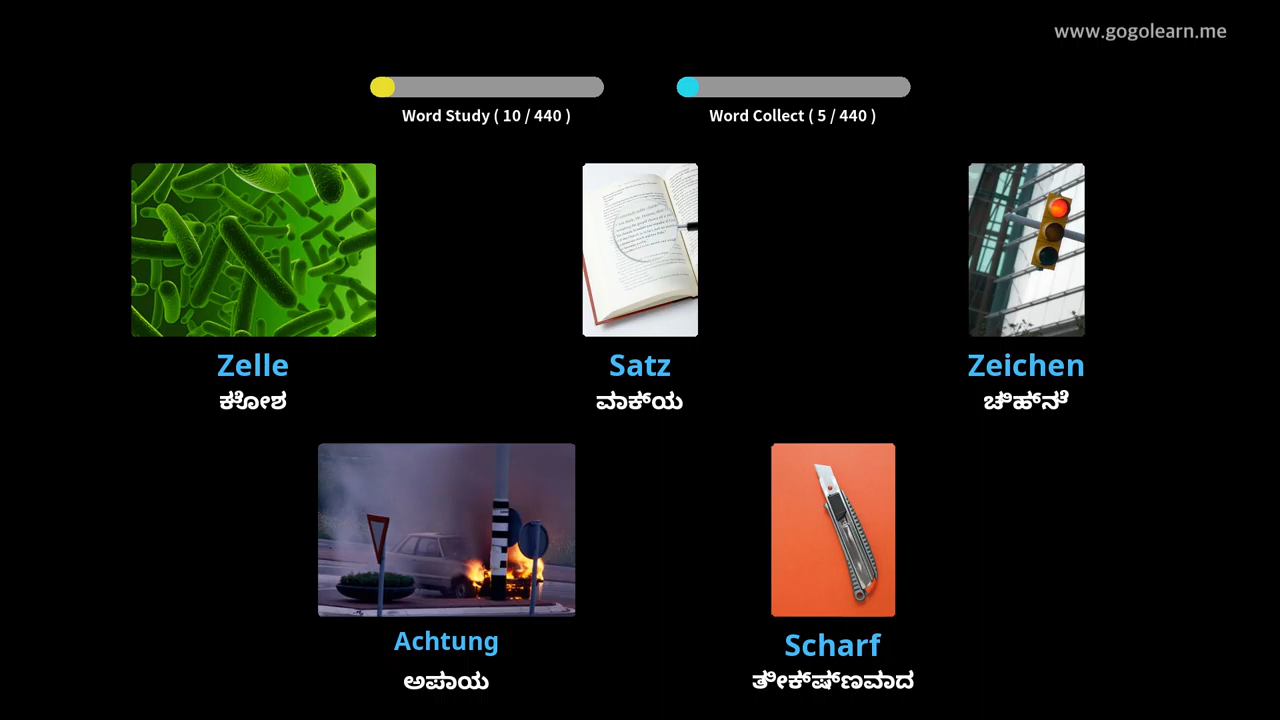 www.gogolearn.me
Word Study ( 10 / 440 )
Word Collect ( 5 / 440 )
Zelle
ಕೋಶ
Satz
ವಾಕ್ಯ
Zeichen
ಚಿಹ್ನೆ
Achtung
ಅಪಾಯ
Scharf
ತೀಕ್ಷ್ಣವಾದ